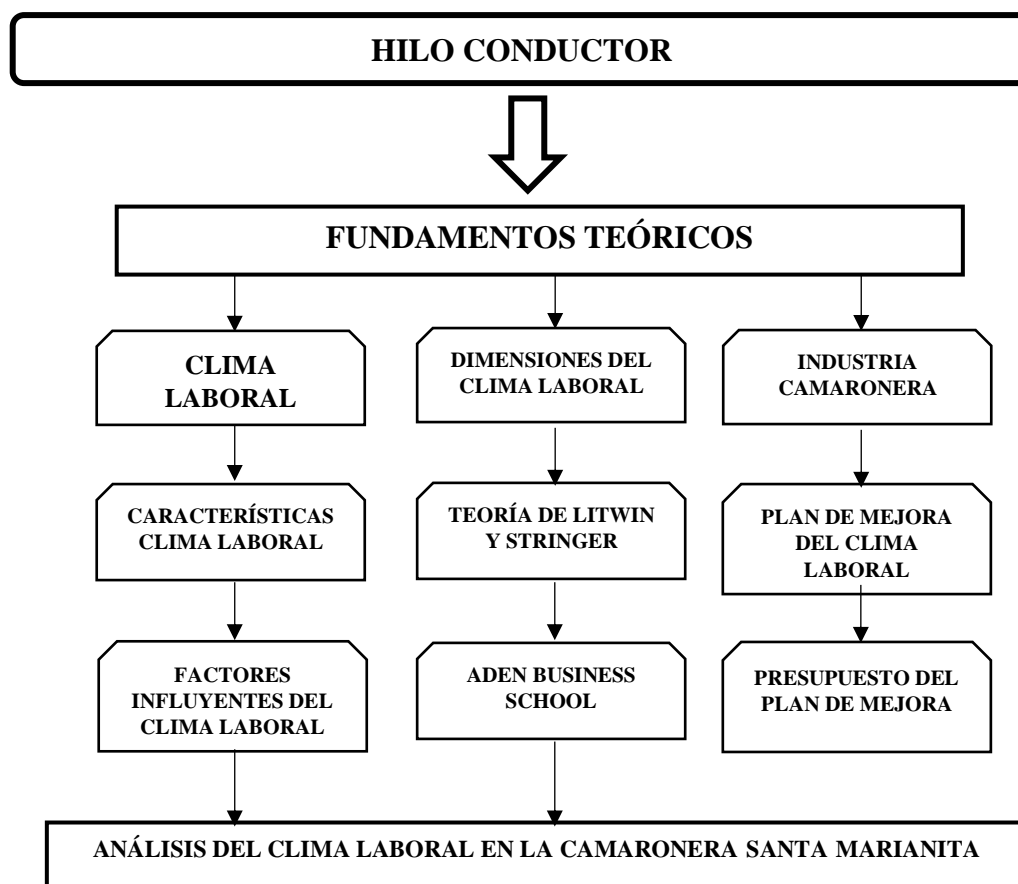 HILO CONDUCTOR
FUNDAMENTOS TEÓRICOS
CLIMA
LABORAL
CARACTERÍSTICAS
CLIMA LABORAL
FACTORES
INFLUYENTES DEL
CLIMA LABORAL
DIMENSIONES DEL
CLIMA LABORAL
TEORÍA DE LITWIN
Y STRINGER
ADEN BUSINESS
SCHOOL
INDUSTRIA
CAMARONERA
PLAN DE MEJORA
DEL CLIMA
LABORAL
PRESUPUESTO DEL
PLAN DE MEJORA
ANÁLISIS DEL CLIMA LABORAL EN LA CAMARONERA SANTA MARIANITA